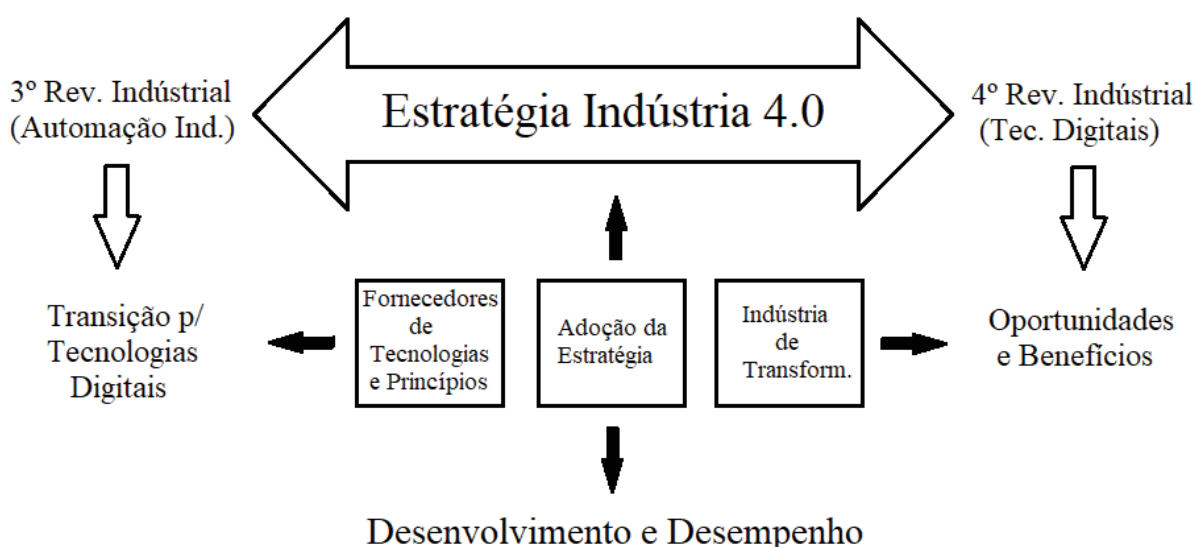 3º Rev. Indústrial
(Automação Ind.)
Estratégia Indústria 4.0
4º Rev. Indústrial
(Tec. Digitais)
Transição p/
Tecnologias
Digitais
Fornecedores
de
Tecnologias
e Princípios
Adoção da
Estratégia
Indústria
de
Transform.
Oportunidades
e Benefícios
Desenvolvimento e Desempenho